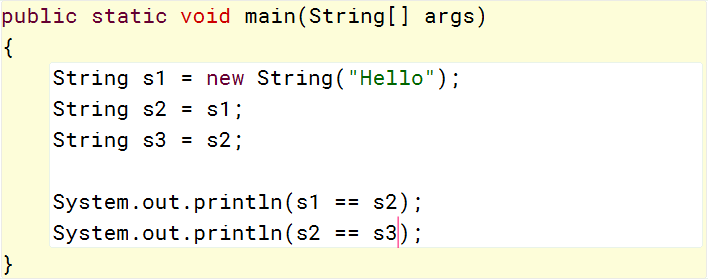 public static void main(String[] args)
{
    String s1 = new String("Hello");
    String s2 = s1;
    String s3 = s2;

    System.out.println(s1 == s2);
    System.out.println(s2 == s3);
}